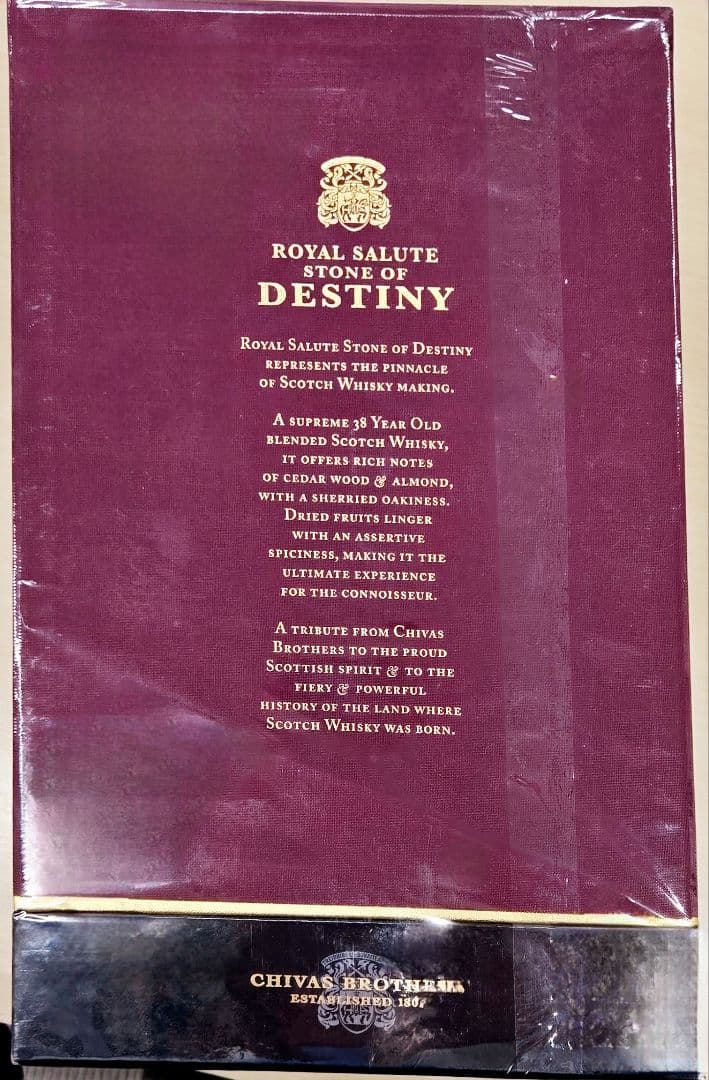 ROYAL SALUTE
STONE OF
DESTINY
ROYAL SALUTE STONE OF DESTINY
REPRESENTS THE PINNACLE
OF SCOTCH WHISKY MAKING.
A SUPREME 38 YEAR OLD
BLENDED SCOTCH WHISKY,
IT OFFERS RICH NOTES
OF CEDAR WOOD & ALMOND,
WITH A SHERRIED OAKINESS.
DRIED FRUITS LINGER
WITH AN ASSERTIVE
SPICINESS, MAKING IT THE
ULTIMATE EXPERIENCE
FOR THE CONNOISSEUR.
A TRIBUTE FROM CHIVAS
BROTHERS TO THE PROUD
SCOTTISH SPIRIT & TO THE
FIERY & POWERFUL
HISTORY OF THE LAND WHERE
SCOTCH WHISKY WAS BORN.
CHIVAS BROTHERS
ESTABLISHED